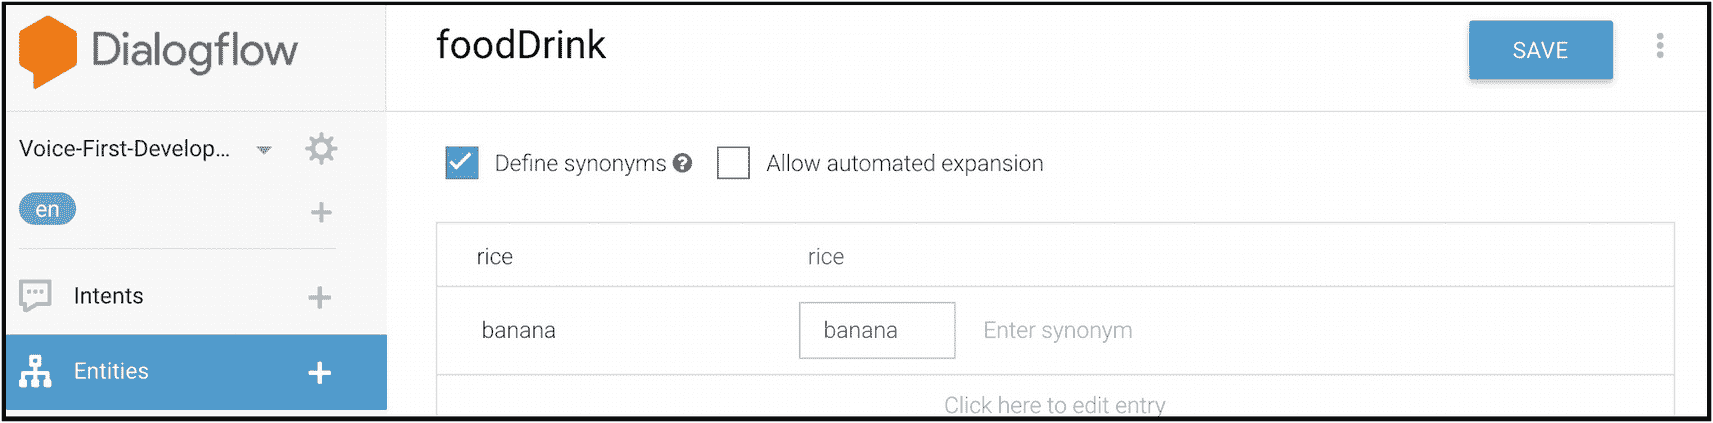 Dialogflow
foodDrink
SAVE
Voice-First-Develop...
en
Intents
Entities
Define synonyms ?
Allow automated expansion
rice rice
banana banana Enter synonym
Click here to edit entry